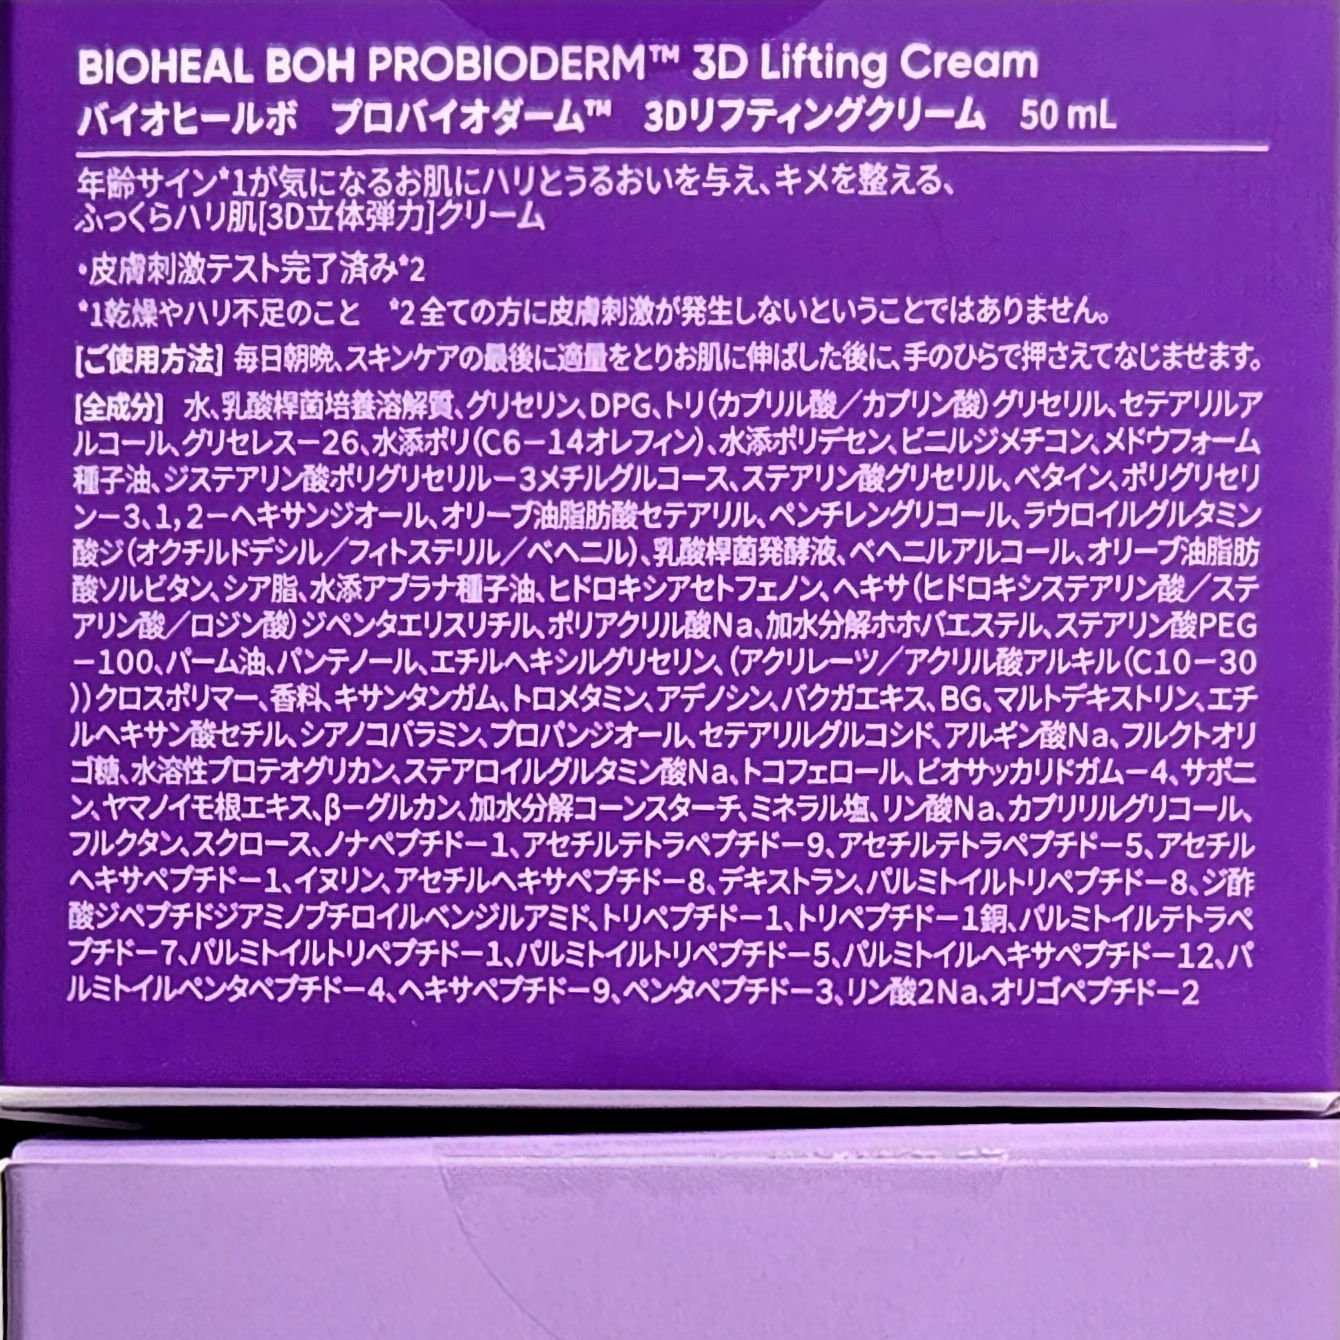 BIOHEAL BOH PROBIODERM™ 3D Lifting Cream
バイオヒールボ　プロバイオダーム™　3Dリフティングクリーム　50 mL
年齢サイン*1が気になるお肌にハリとうるおいを与え、キメを整える、
ふっくらハリ肌[3D立体弾力]クリーム
•皮膚刺激テスト完了済み*2
*1乾燥やハリ不足のこと　*2 全ての方に皮膚刺激が発生しないということではありません。
[ご使用方法] 毎日朝晩、スキンケアの最後に適量をとりお肌に伸ばした後に、手のひらで押さえてなじませます。
[全成分]　水、乳酸桿菌培養溶解質、グリセリン、DPG、トリ(カプリル酸／カプリン酸)グリセリル、セテアリルア
ルコール、グリセレスー26、水添ポリ(C6－14オレフィン)、水添ポリデセン、ビニルジメチコン、メドウフォーム
種子油、ジステアリン酸ポリグリセリルー3メチルグルコース、ステアリン酸グリセリル、ベタイン、ポリグリセリ
ンー3、1,2－ヘキサンジオール、オリーブ油脂肪酸セテアリル、ペンチレングリコール、ラウロイルグルタミン
酸ジ(オクチルドデシル／フィトステリル／ベヘニル)、乳酸桿菌発酵液、ベヘニルアルコール、オリーブ油脂肪
酸ソルビタン、シア脂、水添アブラナ種子油、ヒドロキシアセトフェノン、ヘキサ(ヒドロキシステアリン酸／ステ
アリン酸／ロジン酸)ジペンタエリスリチル、ポリアクリル酸Na、加水分解ホホバエステル、ステアリン酸PEG
－100、パーム油、パンテノール、エチルヘキシルグリセリン、(アクリレーツ／アクリル酸アルキル(C10－30
))クロスポリマー、香料、キサンタンガム、トロメタミン、アデノシン、バクガエキス、BG、マルトデキストリン、エチ
ルヘキサン酸セチル、シアノコバラミン、プロパンジオール、セテアリルグルコシド、アルギン酸Na、フルクトオリ
ゴ糖、水溶性プロテオグリカン、ステアロイルグルタミン酸Na、トコフェロール、ビオサッカリドガムー4、サポニ
ン、ヤマノイモ根エキス、βーグルカン、加水分解コーンスターチ、ミネラル塩、リン酸Na、カプリリルグリコール、
フルクタン、スクロース、ノナペプチドー1、アセチルテトラペプチドー9、アセチルテトラペプチドー5、アセチル
ヘキサペプチドー1、イヌリン、アセチルヘキサペプチドー8、デキストラン、パルミトイルトリペプチドー8、ジ酢
酸ジペプチドジアミノブチロイルベンジルアミド、トリペプチドー1、トリペプチドー1銅、パルミトイルテトラペ
プチドー7、パルミトイルトリペプチドー1、パルミトイルトリペプチドー5、パルミトイルヘキサペプチドー12、パ
ルミトイルペンタペプチドー4、ヘキサペプチドー9、ペンタペプチドー3、リン酸2Na、オリゴペプチドー2